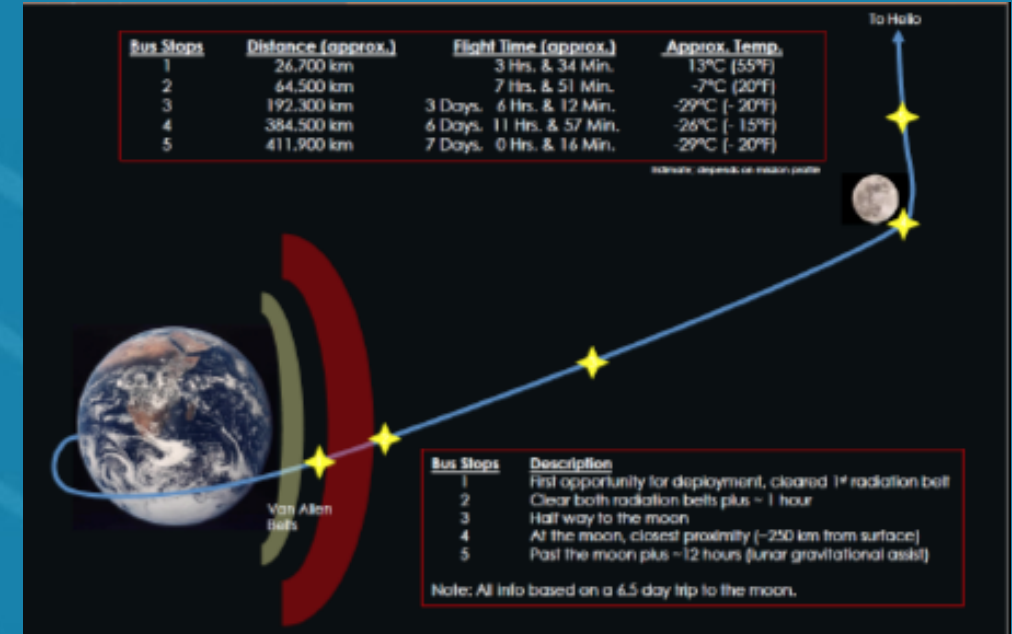 To Helio
Bus Stops Distance (approx.) Flight Time (approx.) Approx. Temp.
1 26,700 km 3 Hrs. & 34 Min. 13°C (55°F)
2 64,500 km 7 Hrs. & 51 Min. -7°C (20°F)
3 192,300 km 3 Days. 6 Hrs. & 12 Min. -29°C (- 20°F)
4 384,500 km 6 Days. 11 Hrs. & 57 Min. -26°C (- 15°F)
5 411,900 km 7 Days. 0 Hrs. & 16 Min. -29°C (- 20°F)
Estimate, depends on mission profile
Van Allen
Belts
Bus Stops Description
1 First opportunity for deployment, cleared 1st radiation belt
2 Clear both radiation belts plus ~ 1 hour
3 Half way to the moon
4 At the moon, closest proximity (~250 km from surface)
5 Past the moon plus ~12 hours (lunar gravitational assist)
Note: All info based on a 6.5 day trip to the moon.